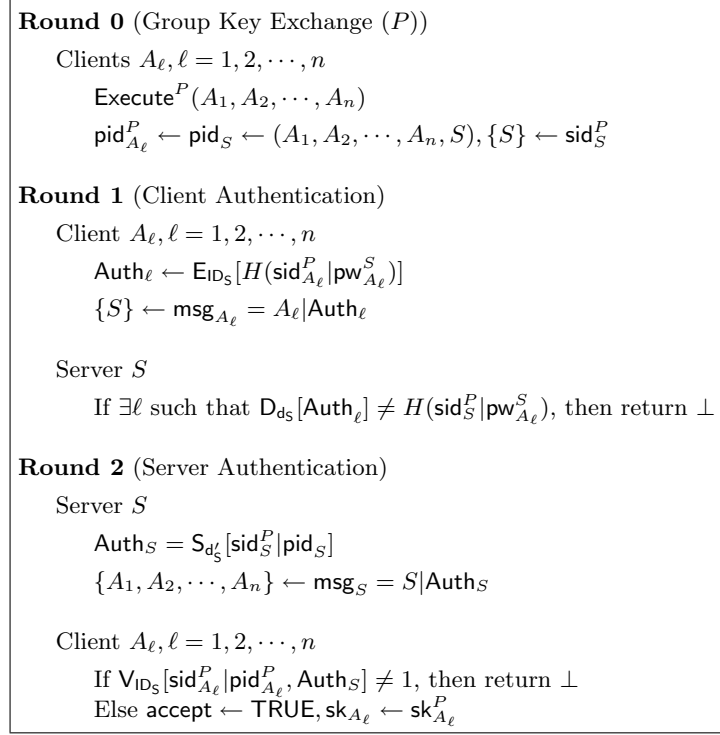 Round 0 (Group Key Exchange (P))
Clients A_ℓ, ℓ = 1, 2, ⋯, n
Execute^P(A_1, A_2, ⋯, A_n)
pid^P_{A_ℓ} ← pid_S ← (A_1, A_2, ⋯, A_n, S), {S} ← sid^P_S
Round 1 (Client Authentication)
Client A_ℓ, ℓ = 1, 2, ⋯, n
Auth_ℓ ← E_{ID_S}[H(sid^P_{A_ℓ}|pw^S_{A_ℓ})]
{S} ← msg_{A_ℓ} = A_ℓ|Auth_ℓ
Server S
If ∃ℓ such that D_{d_S}[Auth_ℓ] ≠ H(sid^P_S|pw^S_{A_ℓ}), then return ⊥
Round 2 (Server Authentication)
Server S
Auth_S = S_{d′_S}[sid^P_S|pid_S]
{A_1, A_2, ⋯, A_n} ← msg_S = S|Auth_S
Client A_ℓ, ℓ = 1, 2, ⋯, n
If V_{ID_S}[sid^P_{A_ℓ}|pid^P_{A_ℓ}, Auth_S] ≠ 1, then return ⊥
Else accept ← TRUE, sk_{A_ℓ} ← sk^P_{A_ℓ}